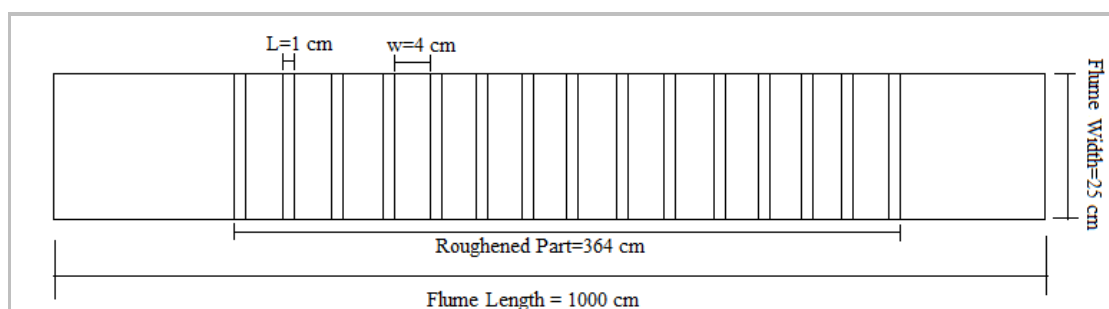 L=1 cm
w=4 cm
Flume Width=25 cm
Roughened Part=364 cm
Flume Length = 1000 cm